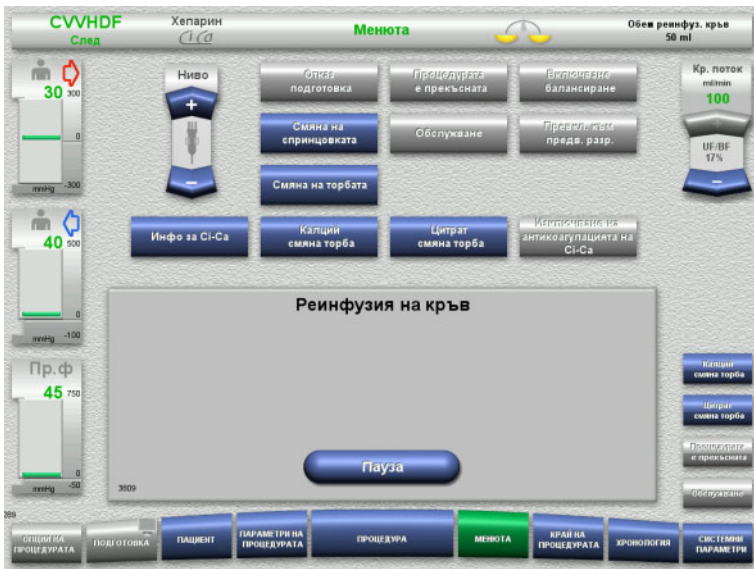 CVVHDF
След
Хепарин
Ci Ca
Менюта
Обем реинфуз. кръв
50 ml
30
300
0
mmHg
-300
Ниво
Отказ
подготовка
Процедурата
е прекъсната
Включване
балансиране
Кр. поток
ml/min
100
UF/BF
17%
Смяна на
спринцовката
Обслужване
Превкл. към
предв. разр.
Смяна на торбата
40
500
0
mmHg
-100
Инфо за Ci-Ca
Калций
смяна торба
Цитрат
смяна торба
Изключване на
антикоагулацията на
Ci-Ca
Реинфузия на кръв
Пр.ф
45
750
0
mmHg
-50
Пауза
3809
Калций
смяна торба
Цитрат
смяна торба
Процедурата
е прекъсната
Обслужване
ОПЦИИ НА
ПРОЦЕДУРАТА
ПОДГОТОВКА
ПАЦИЕНТ
ПАРАМЕТРИ НА
ПРОЦЕДУРАТА
ПРОЦЕДУРА
МЕНЮТА
КРАЙ НА
ПРОЦЕДУРАТА
ХРОНОЛОГИЯ
СИСТЕМНИ
ПАРАМЕТРИ